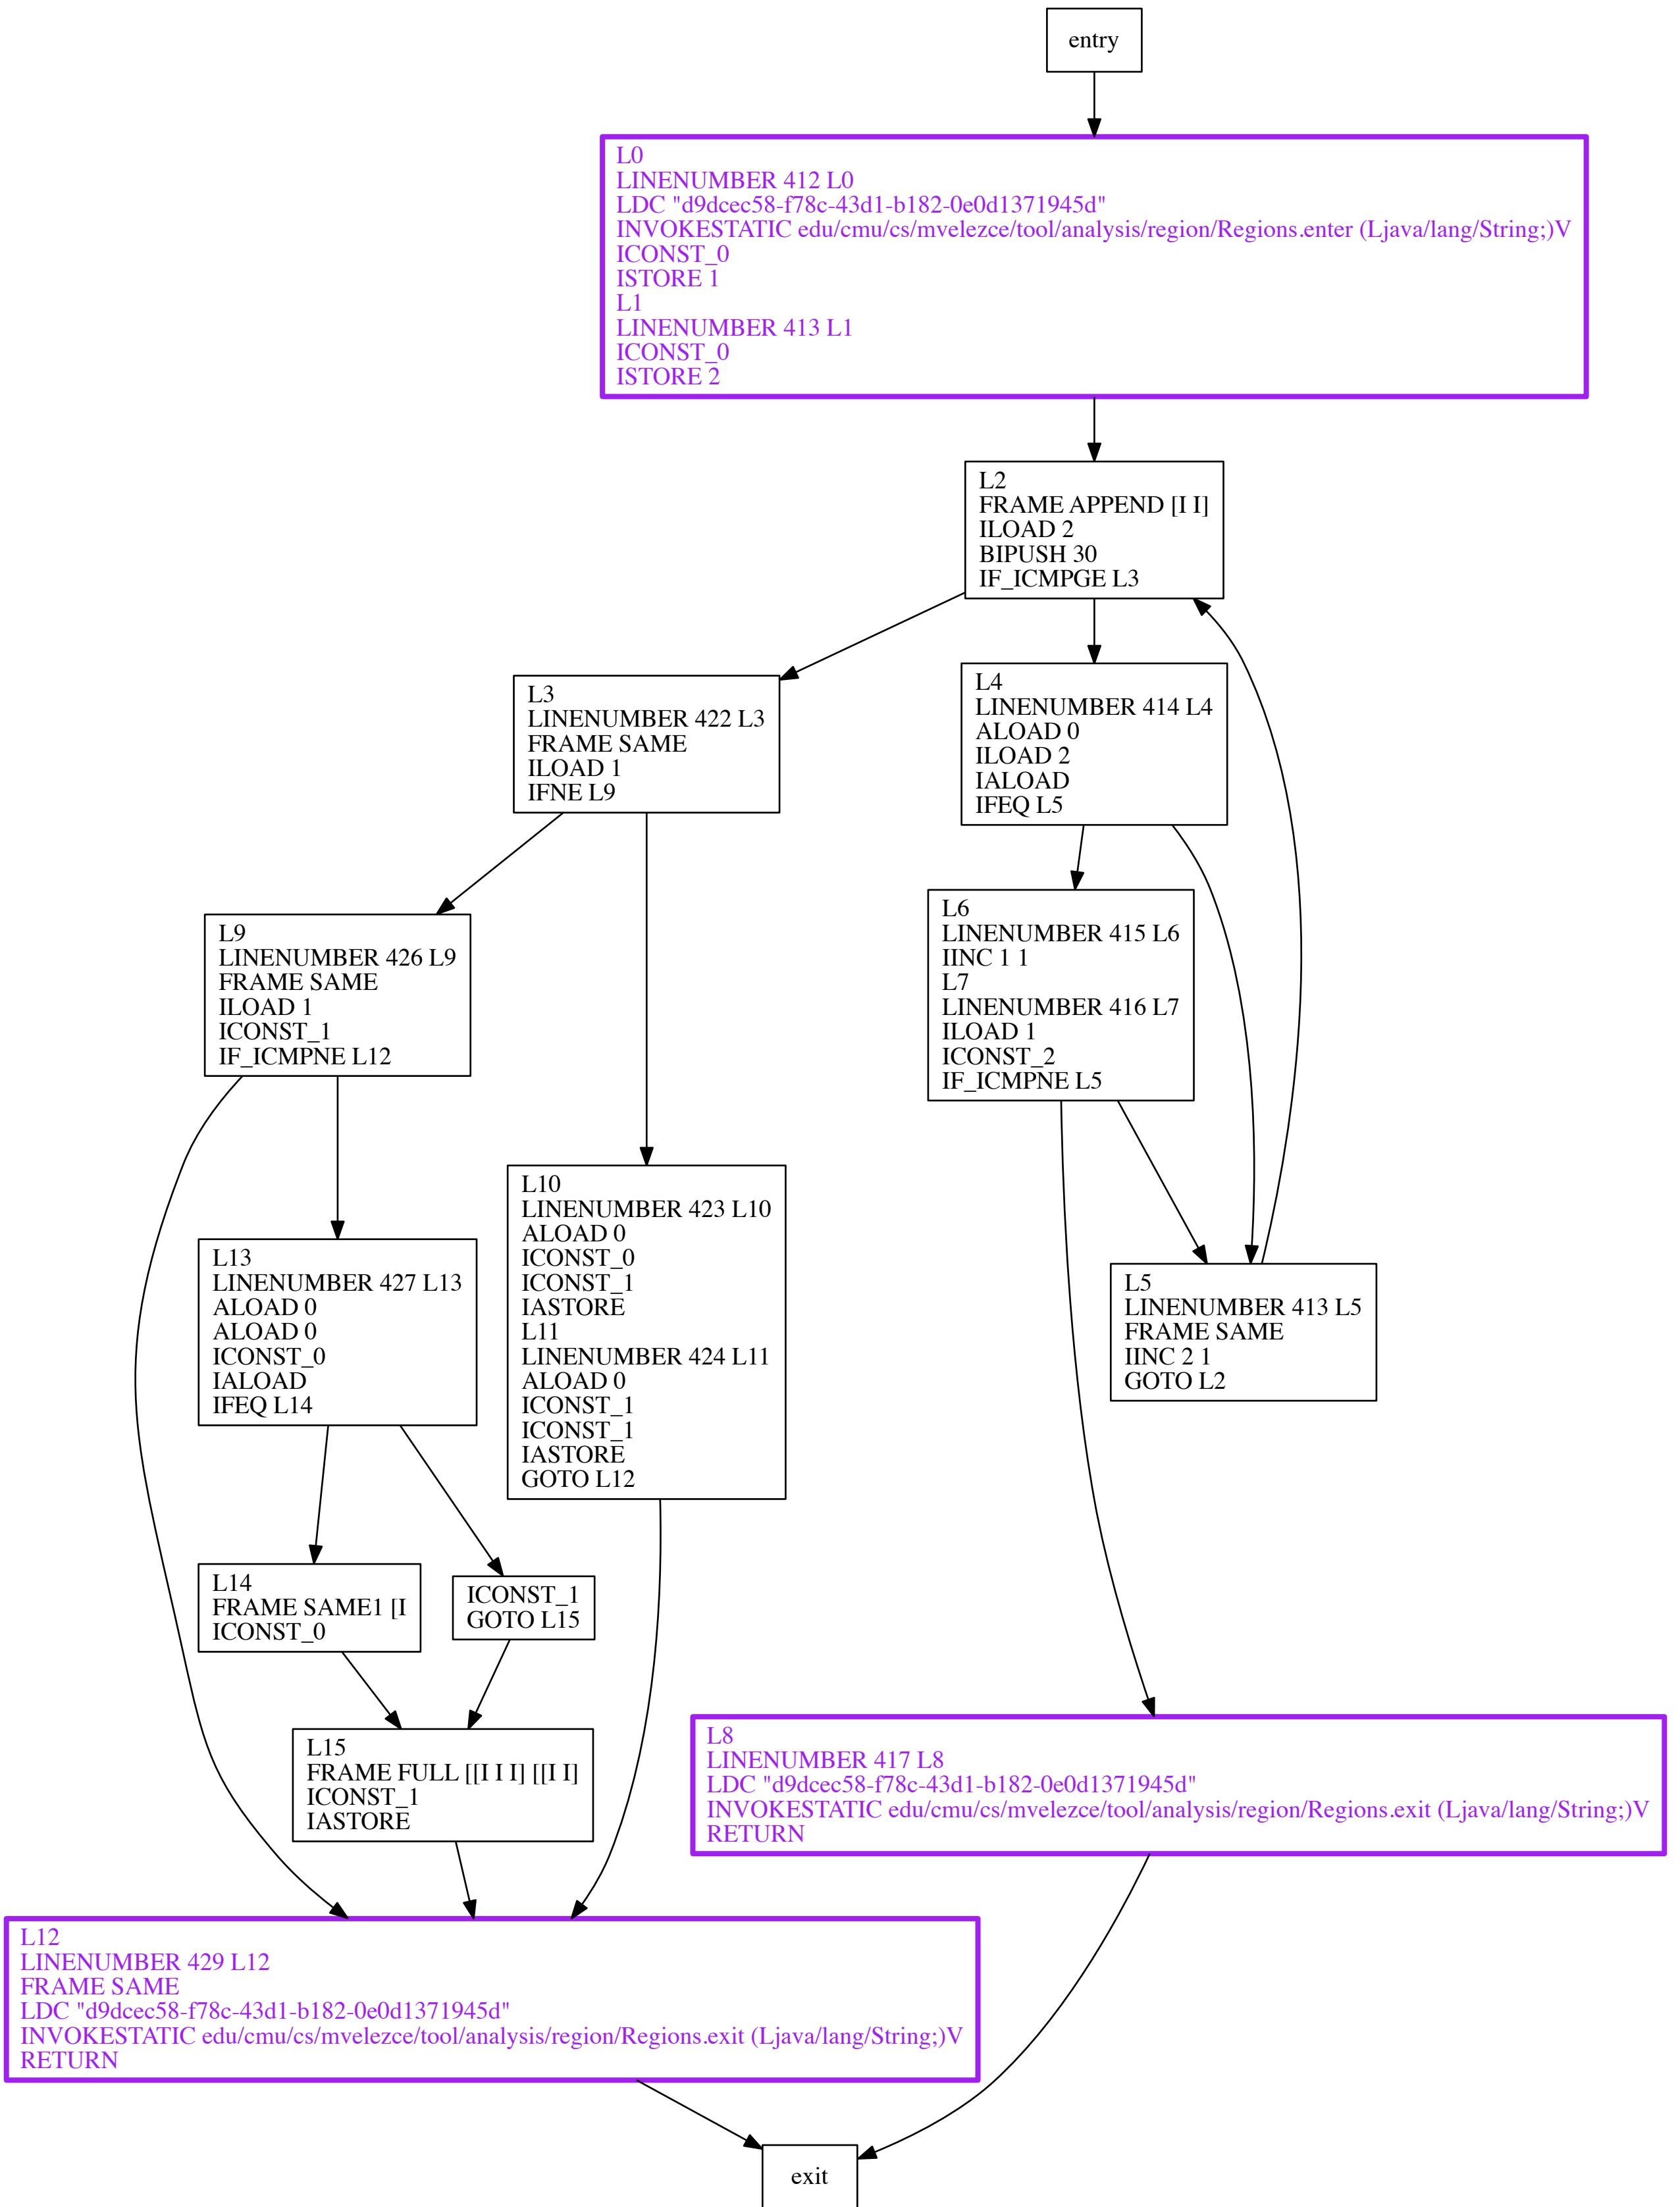 entry
L0
LINENUMBER 412 L0
LDC "d9dcec58-f78c-43d1-b182-0e0d1371945d"
INVOKESTATIC edu/cmu/cs/mvelezce/tool/analysis/region/Regions.enter (Ljava/lang/String;)V
ICONST_0
ISTORE 1
L1
LINENUMBER 413 L1
ICONST_0
ISTORE 2
L2
FRAME APPEND [I I]
ILOAD 2
BIPUSH 30
IF_ICMPGE L3
L3
LINENUMBER 422 L3
FRAME SAME
ILOAD 1
IFNE L9
L4
LINENUMBER 414 L4
ALOAD 0
ILOAD 2
IALOAD
IFEQ L5
L9
LINENUMBER 426 L9
FRAME SAME
ILOAD 1
ICONST_1
IF_ICMPNE L12
L6
LINENUMBER 415 L6
IINC 1 1
L7
LINENUMBER 416 L7
ILOAD 1
ICONST_2
IF_ICMPNE L5
L13
LINENUMBER 427 L13
ALOAD 0
ALOAD 0
ICONST_0
IALOAD
IFEQ L14
L10
LINENUMBER 423 L10
ALOAD 0
ICONST_0
ICONST_1
IASTORE
L11
LINENUMBER 424 L11
ALOAD 0
ICONST_1
ICONST_1
IASTORE
GOTO L12
L5
LINENUMBER 413 L5
FRAME SAME
IINC 2 1
GOTO L2
L14
FRAME SAME1 [I
ICONST_0
ICONST_1
GOTO L15
L15
FRAME FULL [[I I I] [[I I]
ICONST_1
IASTORE
L8
LINENUMBER 417 L8
LDC "d9dcec58-f78c-43d1-b182-0e0d1371945d"
INVOKESTATIC edu/cmu/cs/mvelezce/tool/analysis/region/Regions.exit (Ljava/lang/String;)V
RETURN
L12
LINENUMBER 429 L12
FRAME SAME
LDC "d9dcec58-f78c-43d1-b182-0e0d1371945d"
INVOKESTATIC edu/cmu/cs/mvelezce/tool/analysis/region/Regions.exit (Ljava/lang/String;)V
RETURN
exit